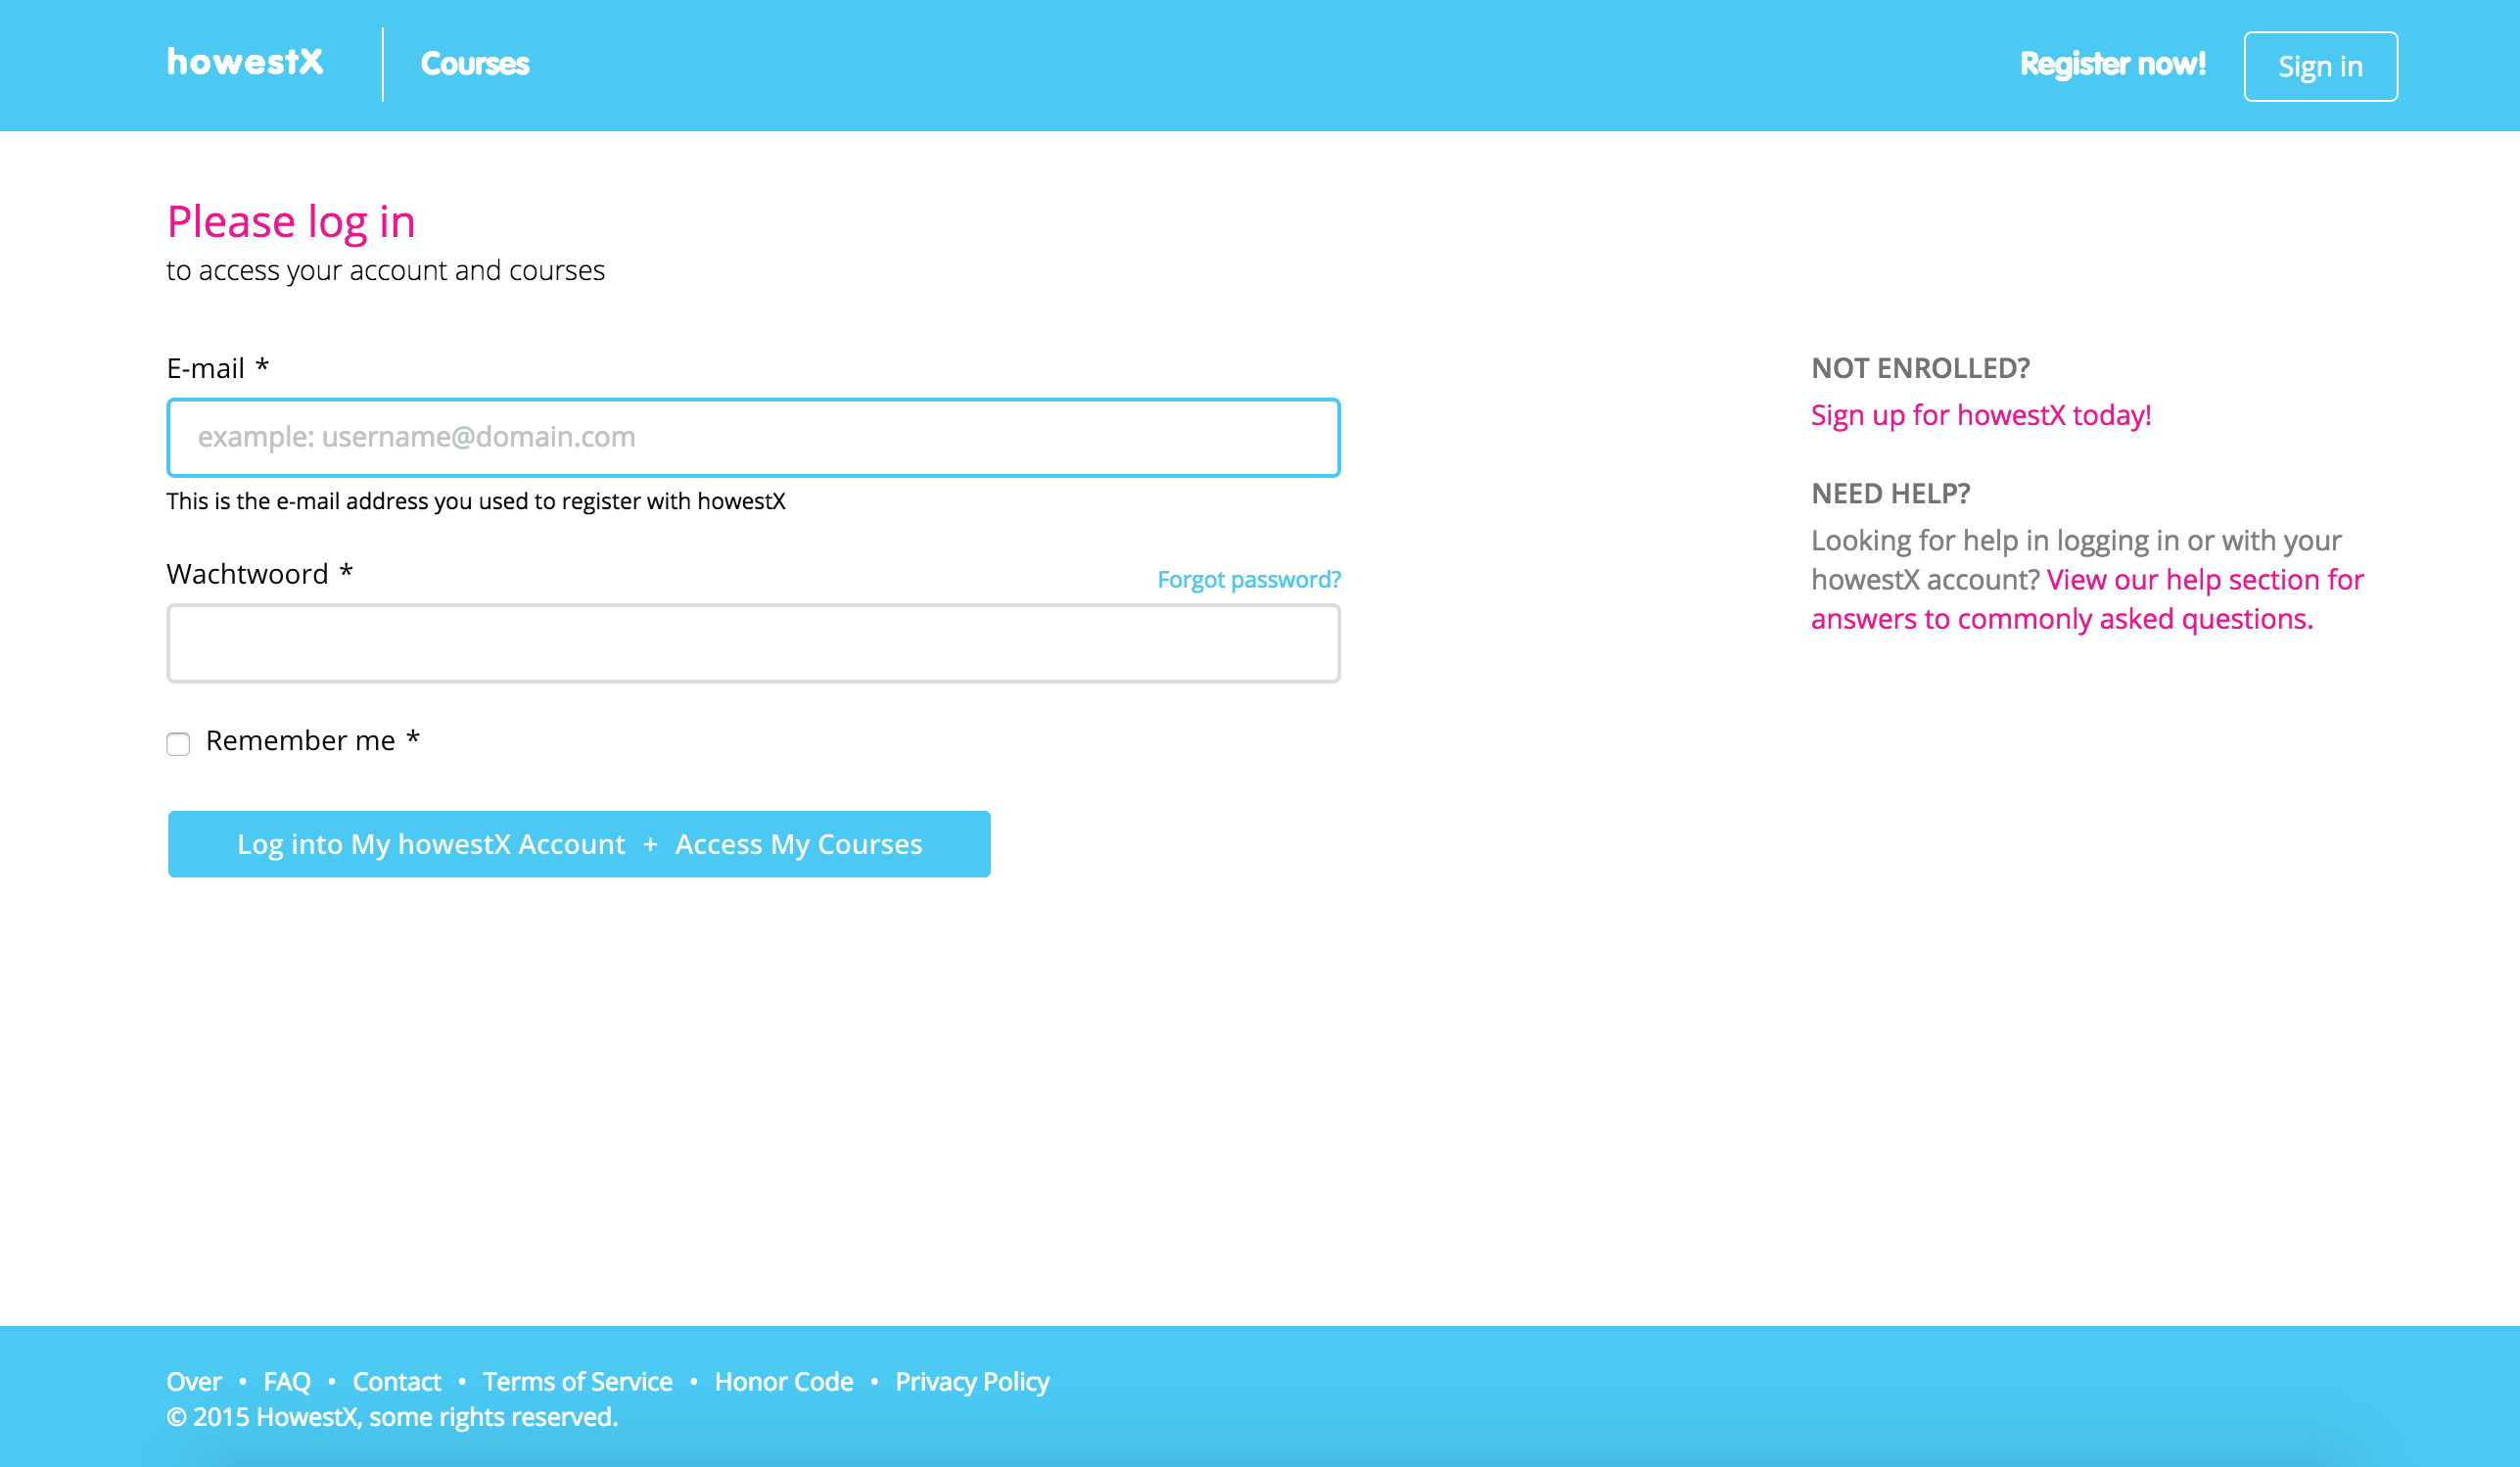 howestX
Courses
Register now!
Sign in
Please log in
to access your account and courses
E-mail *
example: username@domain.com
This is the e-mail address you used to register with howestX
Wachtwoord *
Forgot password?
Remember me *
Log into My howestX Account + Access My Courses
NOT ENROLLED?
Sign up for howestX today!
NEED HELP?
Looking for help in logging in or with your
howestX account? View our help section for
answers to commonly asked questions.
Over • FAQ • Contact • Terms of Service • Honor Code • Privacy Policy
© 2015 HowestX, some rights reserved.